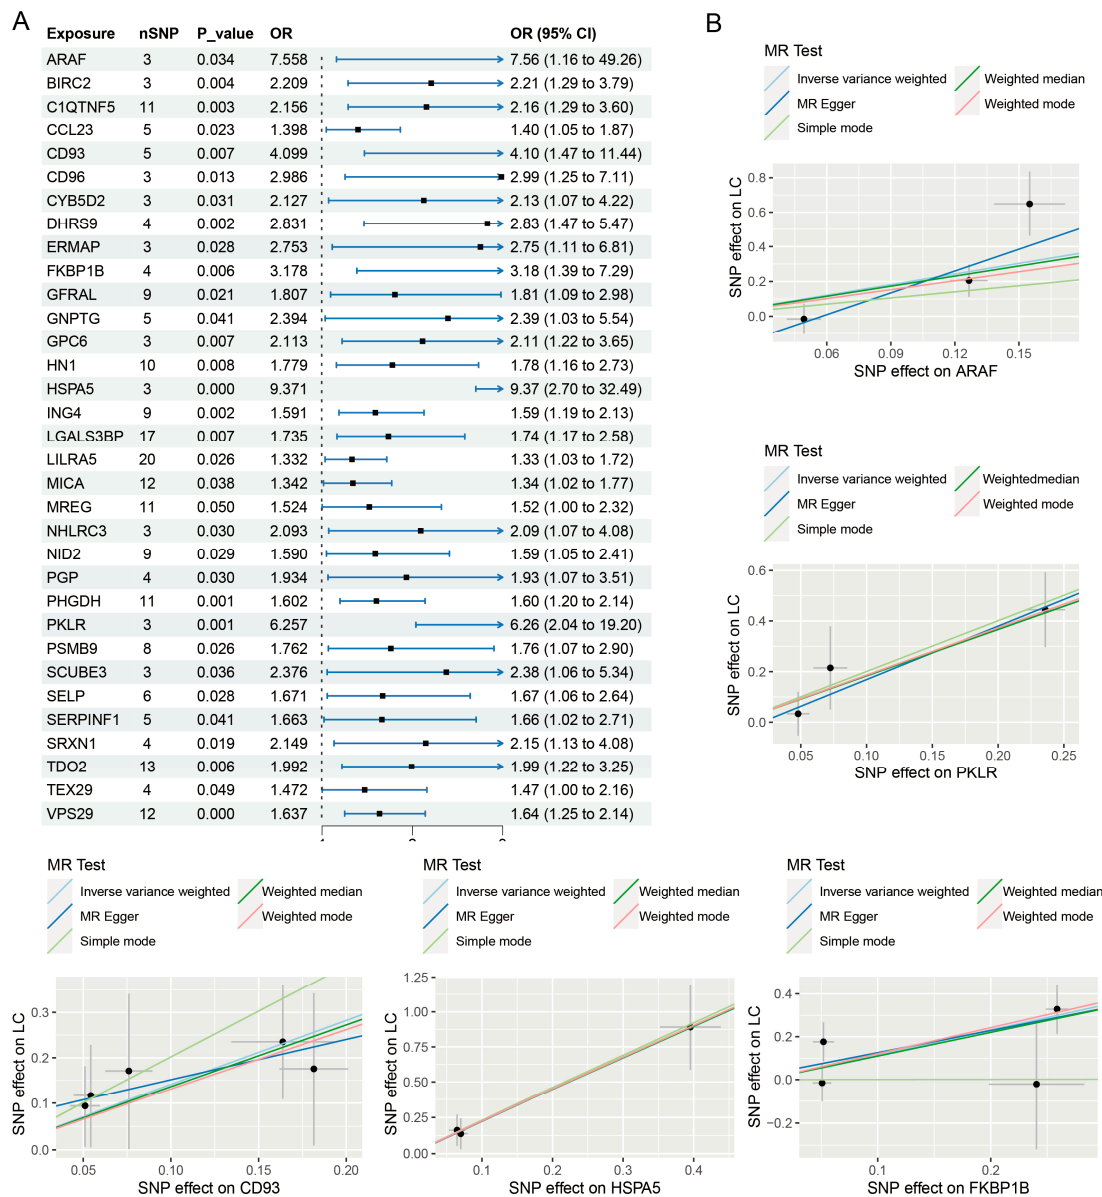 A
Exposure nSNP P_value OR OR (95% CI)
ARAF 3 0.034 7.558 7.56 (1.16 to 49.26)
BIRC2 3 0.004 2.209 2.21 (1.29 to 3.79)
C1QTNF5 11 0.003 2.156 2.16 (1.29 to 3.60)
CCL23 5 0.023 1.398 1.40 (1.05 to 1.87)
CD93 5 0.007 4.099 4.10 (1.47 to 11.44)
CD96 3 0.013 2.986 2.99 (1.25 to 7.11)
CYB5D2 3 0.031 2.127 2.13 (1.07 to 4.22)
DHRS9 4 0.002 2.831 2.83 (1.47 to 5.47)
ERMAP 3 0.028 2.753 2.75 (1.11 to 6.81)
FKBP1B 4 0.006 3.178 3.18 (1.39 to 7.29)
GFRAL 9 0.021 1.807 1.81 (1.09 to 2.98)
GNPTG 5 0.041 2.394 2.39 (1.03 to 5.54)
GPC6 3 0.007 2.113 2.11 (1.22 to 3.65)
HN1 10 0.008 1.779 1.78 (1.16 to 2.73)
HSPA5 3 0.000 9.371 9.37 (2.70 to 32.49)
ING4 9 0.002 1.591 1.59 (1.19 to 2.13)
LGALS3BP 17 0.007 1.735 1.74 (1.17 to 2.58)
LILRA5 20 0.026 1.332 1.33 (1.03 to 1.72)
MICA 12 0.038 1.342 1.34 (1.02 to 1.77)
MREG 11 0.050 1.524 1.52 (1.00 to 2.32)
NHLRC3 3 0.030 2.093 2.09 (1.07 to 4.08)
NID2 9 0.029 1.590 1.59 (1.05 to 2.41)
PGP 4 0.030 1.934 1.93 (1.07 to 3.51)
PHGDH 11 0.001 1.602 1.60 (1.20 to 2.14)
PKLR 3 0.001 6.257 6.26 (2.04 to 19.20)
PSMB9 8 0.026 1.762 1.76 (1.07 to 2.90)
SCUBE3 3 0.036 2.376 2.38 (1.06 to 5.34)
SELP 6 0.028 1.671 1.67 (1.06 to 2.64)
SERPINF1 5 0.041 1.663 1.66 (1.02 to 2.71)
SRXN1 4 0.019 2.149 2.15 (1.13 to 4.08)
TDO2 13 0.006 1.992 1.99 (1.22 to 3.25)
TEX29 4 0.049 1.472 1.47 (1.00 to 2.16)
VPS29 12 0.000 1.637 1.64 (1.25 to 2.14)
B
MR Test
Inverse variance weighted Weighted median
MR Egger Weighted mode
Simple mode
SNP effect on LC
0.8
0.6
0.4
0.2
0.0
0.06 0.09 0.12 0.15
SNP effect on ARAF
MR Test
Inverse variance weighted Weightedmedian
MR Egger Weighted mode
Simple mode
SNP effect on LC
0.6
0.4
0.2
0.0
0.05 0.10 0.15 0.20 0.25
SNP effect on PKLR
MR Test
Inverse variance weighted Weighted median
MR Egger Weighted mode
Simple mode
SNP effect on LC
0.3
0.2
0.1
0.0
0.05 0.10 0.15 0.20
SNP effect on CD93
MR Test
Inverse variance weighted Weighted median
MR Egger Weighted mode
Simple mode
SNP effect on LC
1.25
1.00
0.75
0.50
0.25
0.00
0.1 0.2 0.3 0.4
SNP effect on HSPA5
MR Test
Inverse variance weighted Weighted median
MR Egger Weighted mode
Simple mode
SNP effect on LC
0.4
0.2
0.0
−0.2
0.1 0.2
SNP effect on FKBP1B